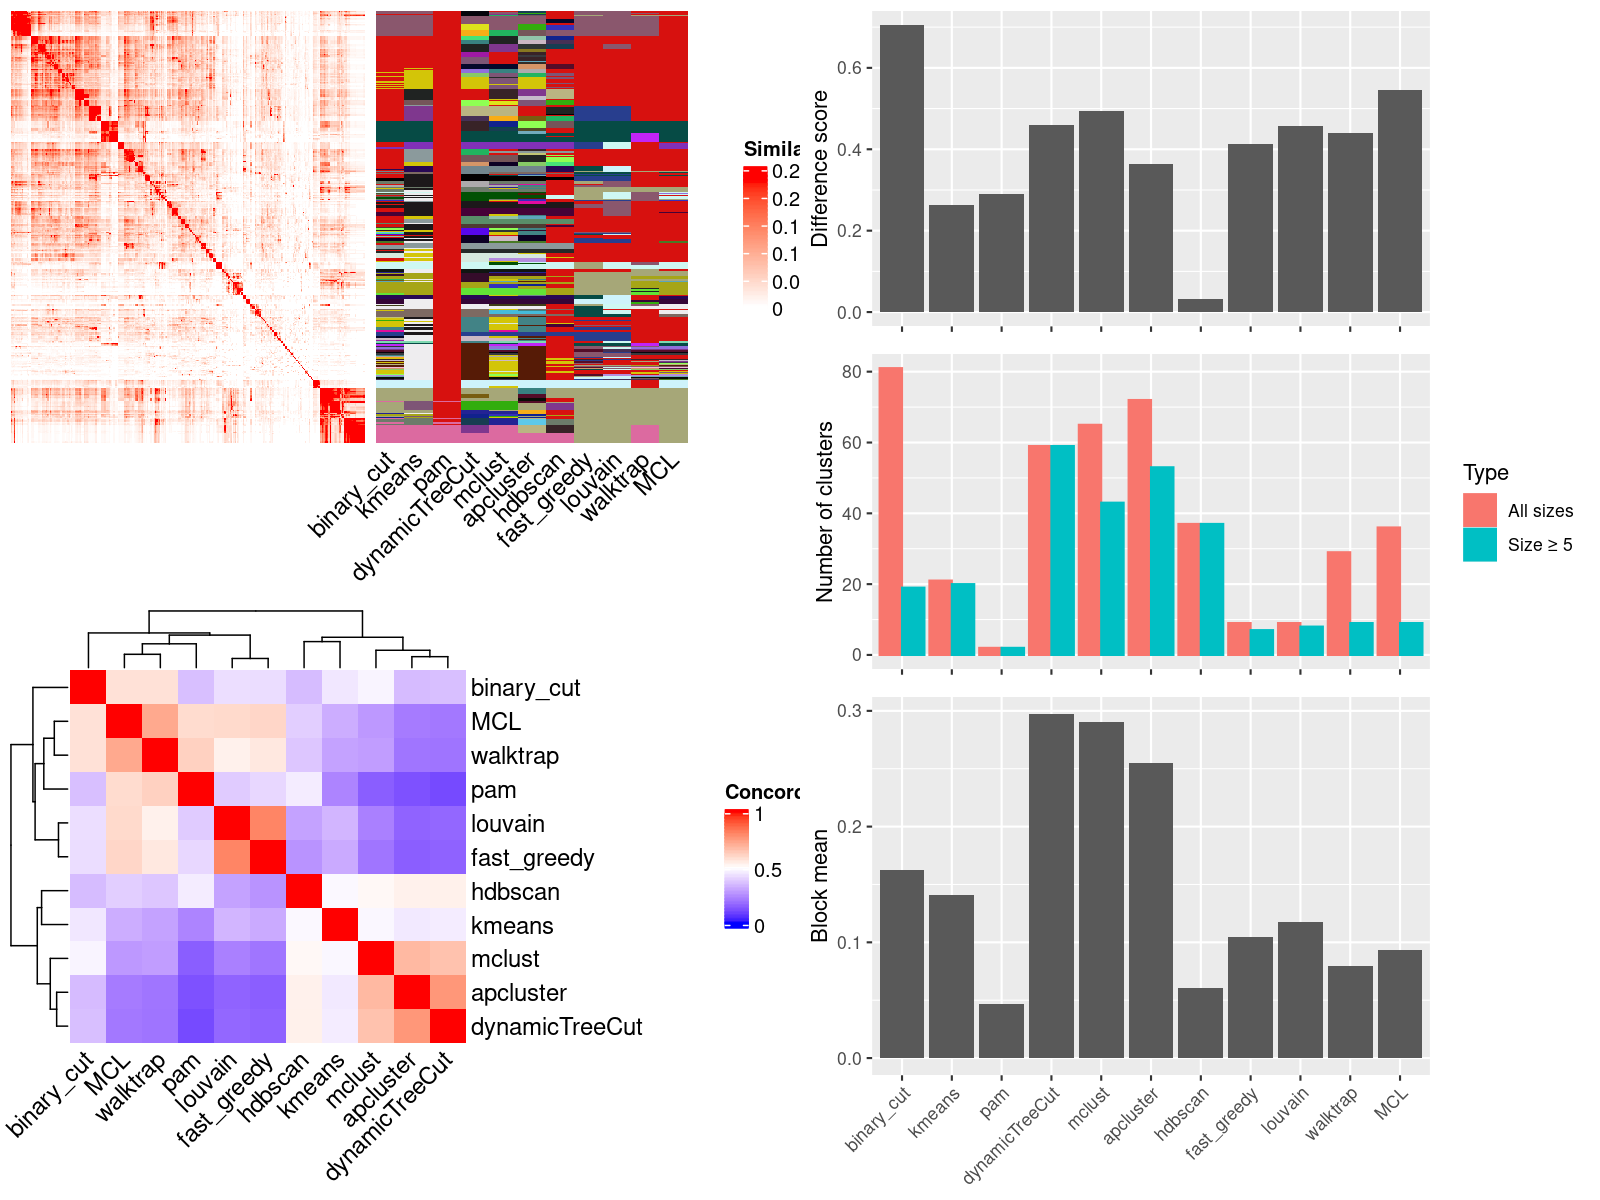 Simila
0.2
0.2
0.1
0.1
0.0
0
binary_cut
kmeans
pam
dynamicTreeCut
mclust
apcluster
hdbscan
fast_greedy
louvain
walktrap
MCL
binary_cut
MCL
walktrap
pam
louvain
fast_greedy
hdbscan
kmeans
mclust
apcluster
dynamicTreeCut
binary_cut
MCL
walktrap
pam
louvain
fast_greedy
hdbscan
kmeans
mclust
apcluster
dynamicTreeCut
Concord
1
0.5
0
Difference score
0.6
0.4
0.2
0.0
Number of clusters
80
60
40
20
0
Type
All sizes
Size ≥ 5
Block mean
0.3
0.2
0.1
0.0
binary_cut
kmeans
pam
dynamicTreeCut
mclust
apcluster
hdbscan
fast_greedy
louvain
walktrap
MCL